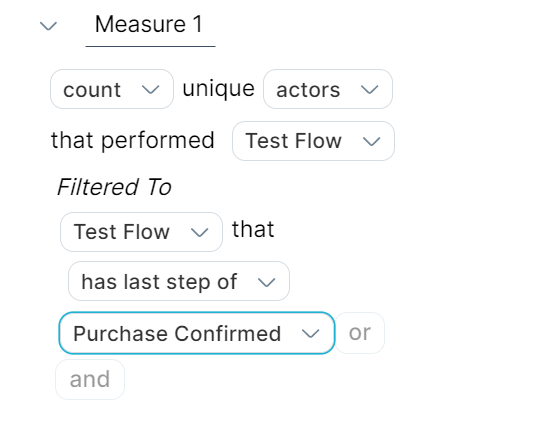 Measure 1
count unique actors
that performed Test Flow
Filtered To
Test Flow that
has last step of
Purchase Confirmed or
and